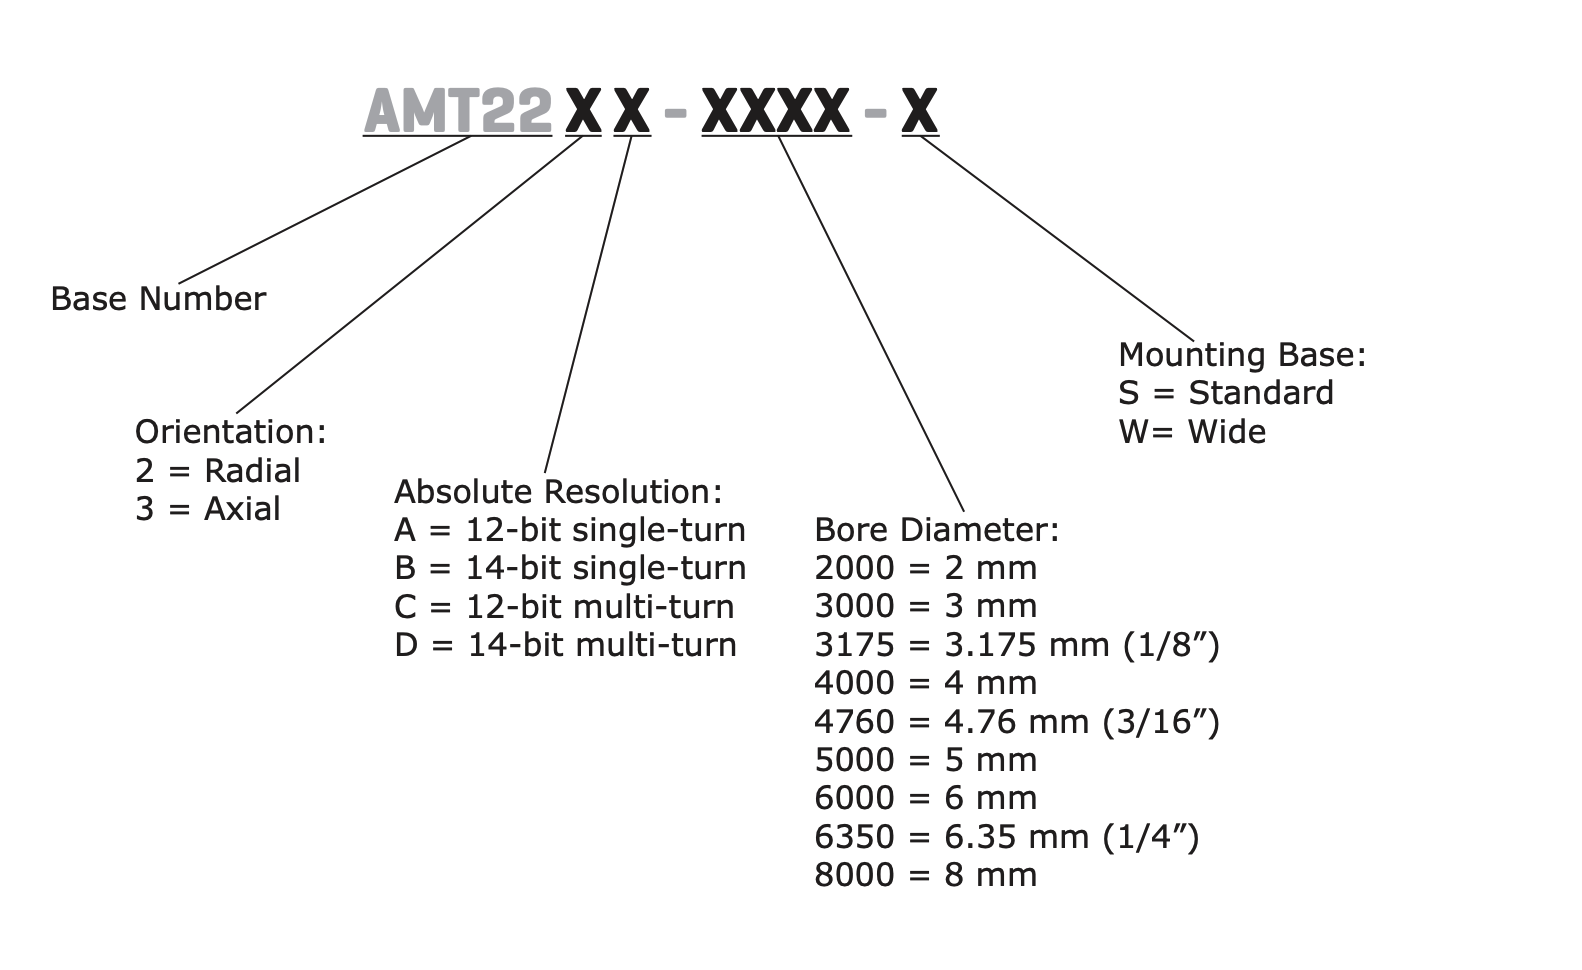 AMT22 X X - XXXX - X
Base Number
Orientation:
2 = Radial
3 = Axial
Absolute Resolution:
A = 12-bit single-turn
B = 14-bit single-turn
C = 12-bit multi-turn
D = 14-bit multi-turn
Bore Diameter:
2000 = 2 mm
3000 = 3 mm
3175 = 3.175 mm (1/8”)
4000 = 4 mm
4760 = 4.76 mm (3/16”)
5000 = 5 mm
6000 = 6 mm
6350 = 6.35 mm (1/4”)
8000 = 8 mm
Mounting Base:
S = Standard
W= Wide